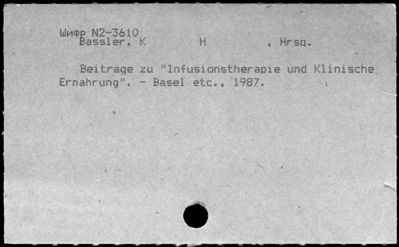 Шифр N2-3610
Bassler, K H , Hrsg.
Beitrage zu "Infusionstherapie und Klinische
Ernahrung". - Basel etc., 1987.